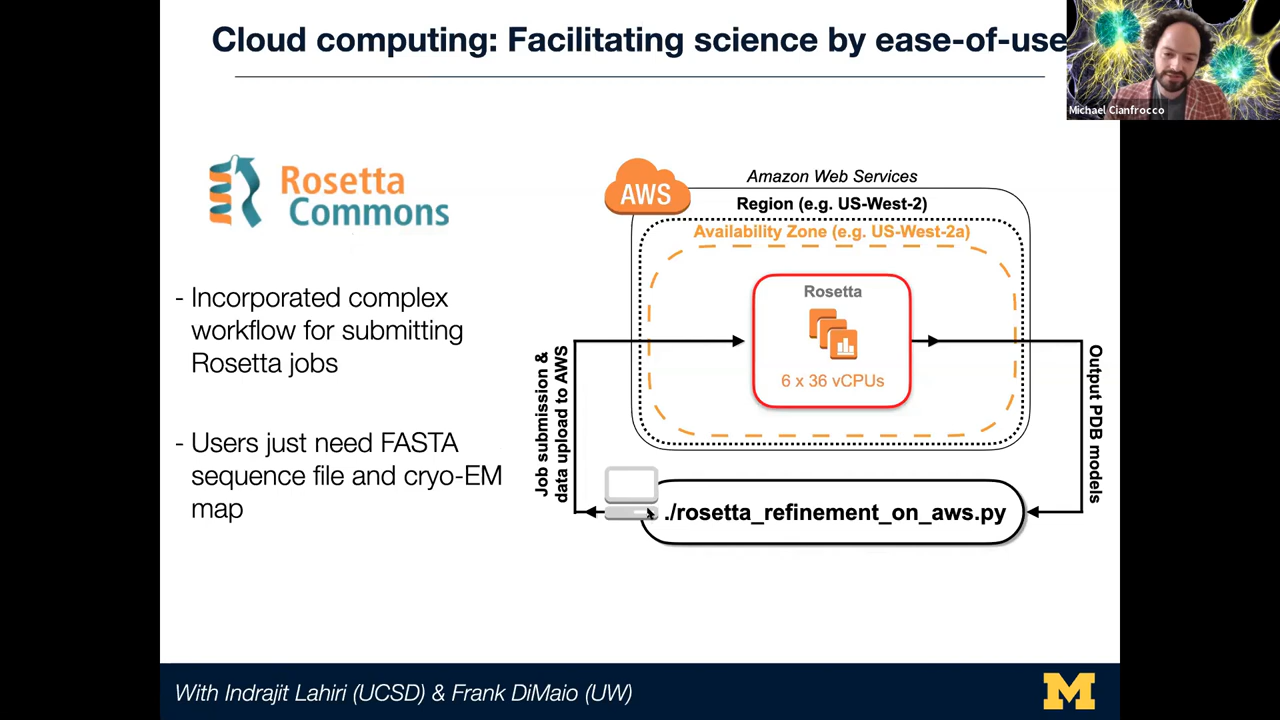 Cloud computing: Facilitating science by ease-of-use
Michael Cianfrocco
Rosetta
Commons
- Incorporated complex
workflow for submitting
Rosetta jobs
- Users just need FASTA
sequence file and cryo-EM
map
AWS
Amazon Web Services
Region (e.g. US-West-2)
Availability Zone (e.g. US-West-2a)
Rosetta
6 x 36 vCPUs
Job submission &
data upload to AWS
Output PDB models
./rosetta_refinement_on_aws.py
With Indrajit Lahiri (UCSD) & Frank DiMaio (UW)
M